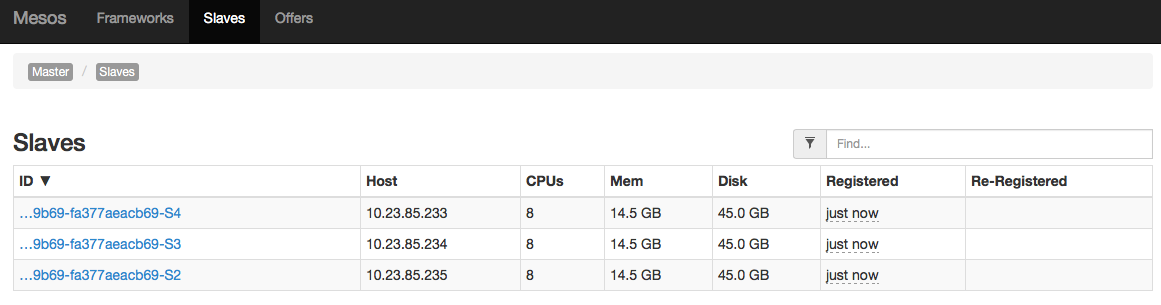 Mesos Frameworks Slaves Offers
Master / Slaves
Slaves
Find...
ID ▼ Host CPUs Mem Disk Registered Re-Registered
...9b69-fa377aeacb69-S4 10.23.85.233 8 14.5 GB 45.0 GB just now
...9b69-fa377aeacb69-S3 10.23.85.234 8 14.5 GB 45.0 GB just now
...9b69-fa377aeacb69-S2 10.23.85.235 8 14.5 GB 45.0 GB just now